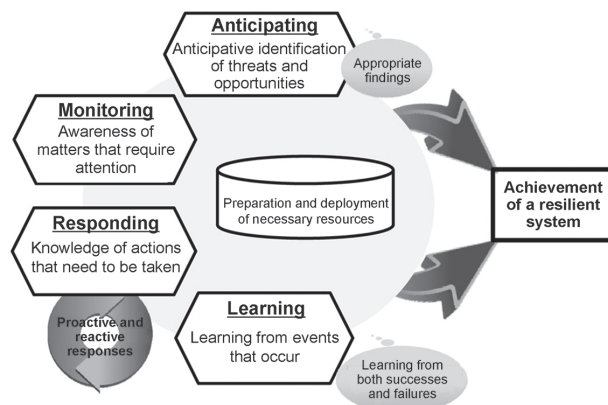 Anticipating
Anticipative identification
of threats and
opportunities
Appropriate
findings
Monitoring
Awareness of
matters that require
attention
Preparation and deployment
of necessary resources
Achievement
of a resilient
system
Responding
Knowledge of actions
that need to be taken
Proactive and
reactive
responses
Learning
Learning from events
that occur
Learning from
both successes
and failures